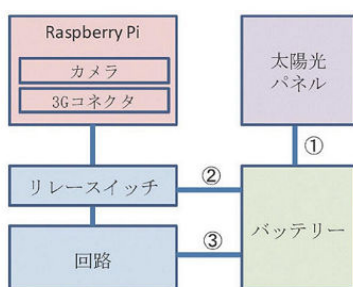 Raspberry Pi
カメラ
3Gコネクタ
太陽光
パネル
①
リレースイッチ
②
バッテリー
③
回路